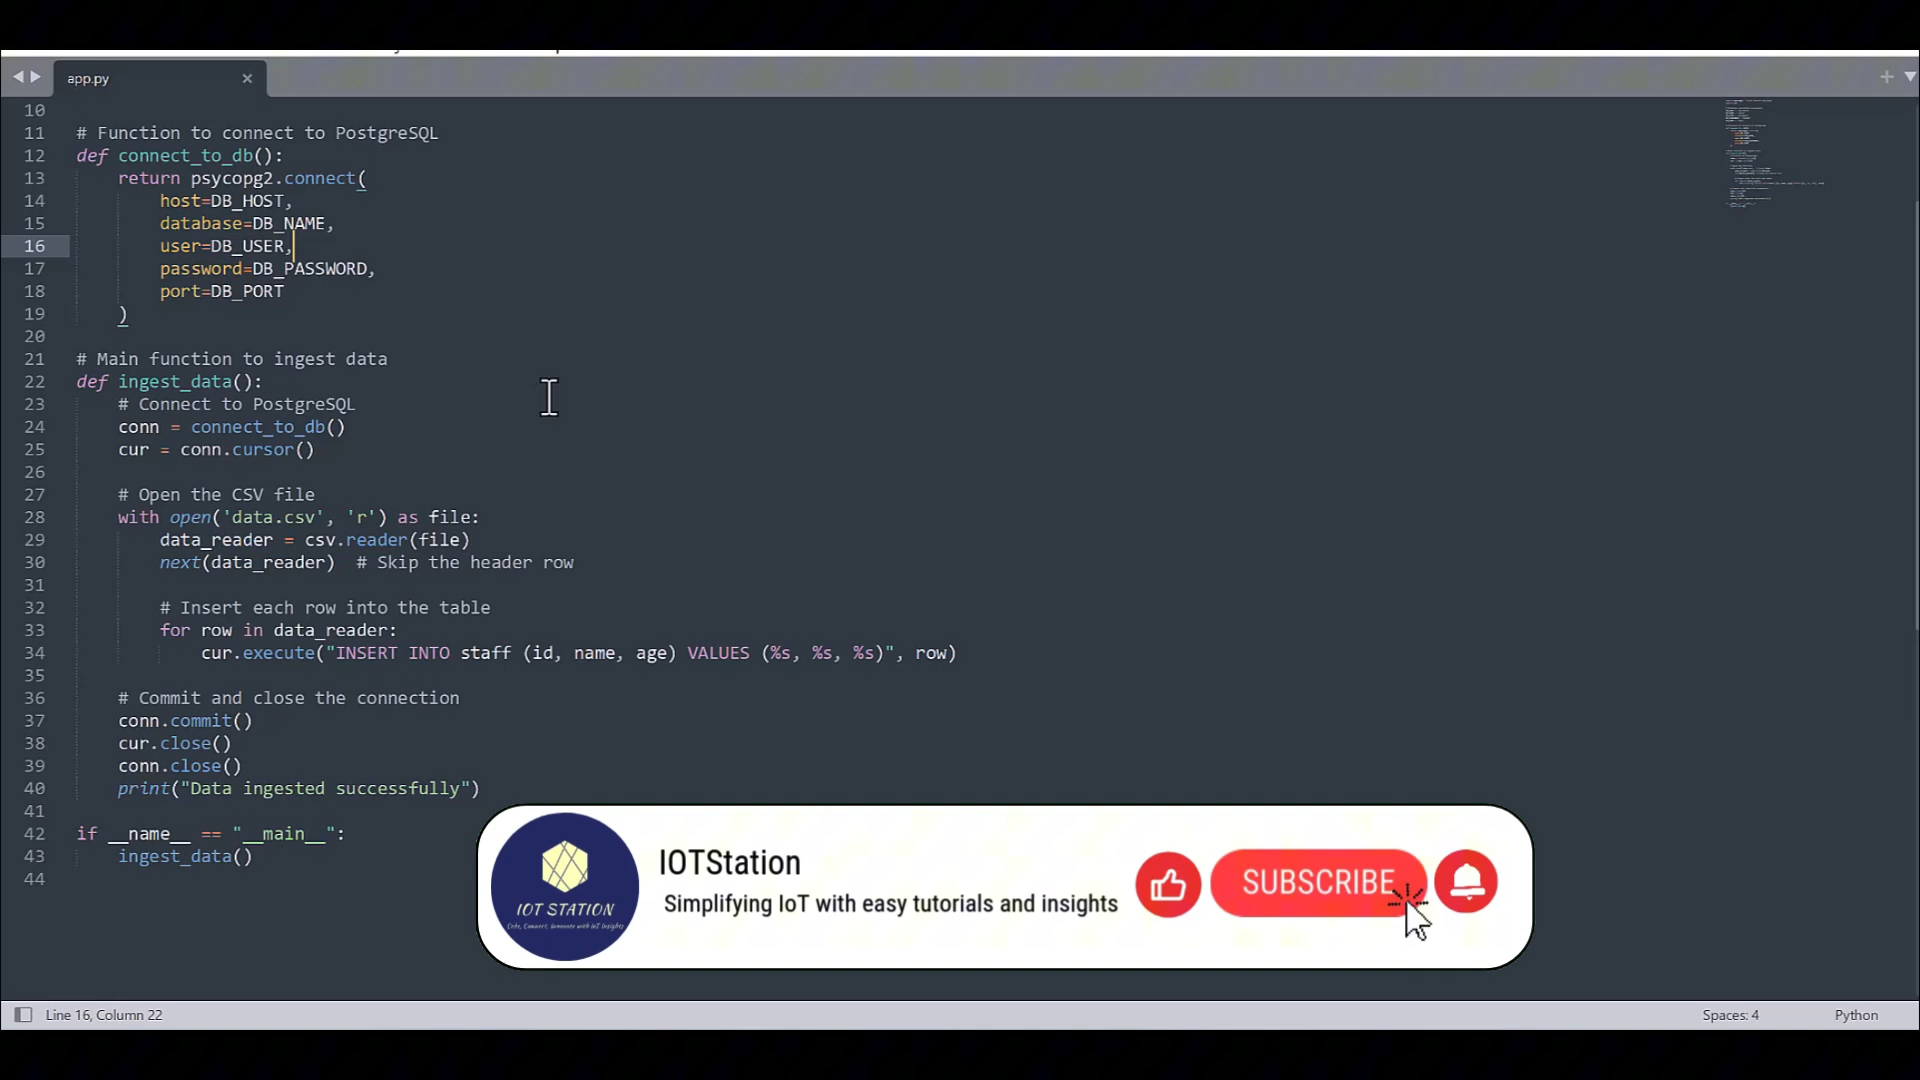 app.py
10
11 # Function to connect to PostgreSQL
12 def connect_to_db():
13     return psycopg2.connect(
14         host=DB_HOST,
15         database=DB_NAME,
16         user=DB_USER,
17         password=DB_PASSWORD,
18         port=DB_PORT
19     )
20
21 # Main function to ingest data
22 def ingest_data():
23     # Connect to PostgreSQL
24     conn = connect_to_db()
25     cur = conn.cursor()
26
27     # Open the CSV file
28     with open('data.csv', 'r') as file:
29         data_reader = csv.reader(file)
30         next(data_reader)  # Skip the header row
31
32         # Insert each row into the table
33         for row in data_reader:
34             cur.execute("INSERT INTO staff (id, name, age) VALUES (%s, %s, %s)", row)
35
36     # Commit and close the connection
37     conn.commit()
38     cur.close()
39     conn.close()
40     print("Data ingested successfully")
41
42 if __name__ == "__main__":
43     ingest_data()
44
IOT STATION
Code, Connect, Innovate with IoT Insights
IOTStation
Simplifying IoT with easy tutorials and insights
SUBSCRIBE
Line 16, Column 22
Spaces: 4
Python